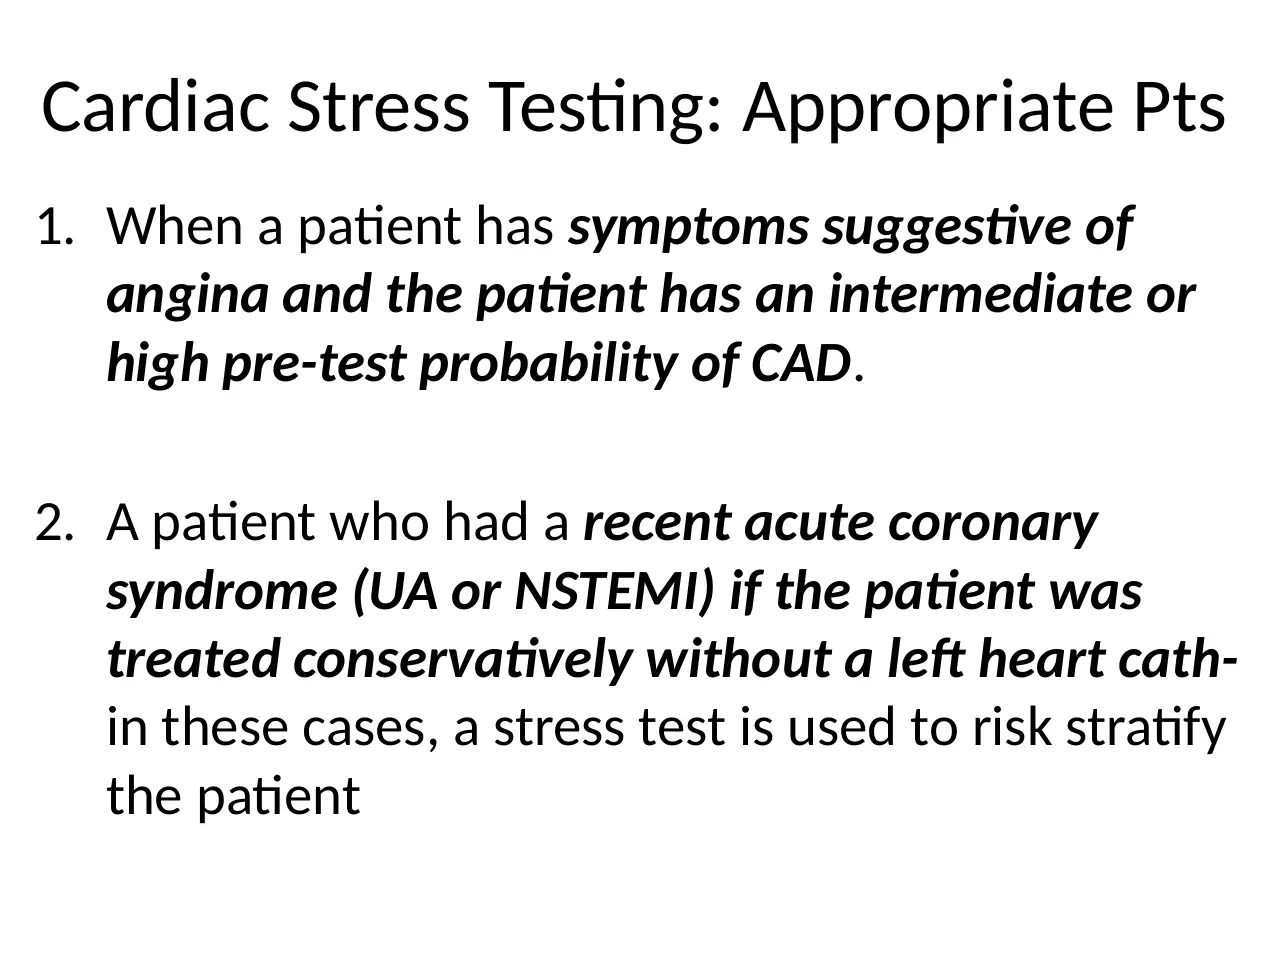 Cardiac Stress Testing: Appropriate Pts
1. When a patient has symptoms suggestive of
angina and the patient has an intermediate or
high pre-test probability of CAD.
2. A patient who had a recent acute coronary
syndrome (UA or NSTEMI) if the patient was
treated conservatively without a left heart cath-
in these cases, a stress test is used to risk stratify
the patient